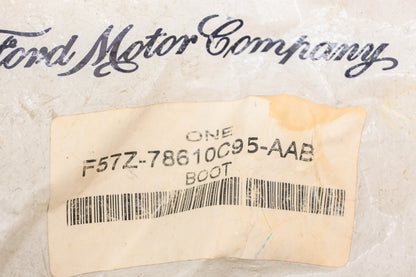 Ford Motor Company
ONE
F57Z-78610C95-AAB
BOOT